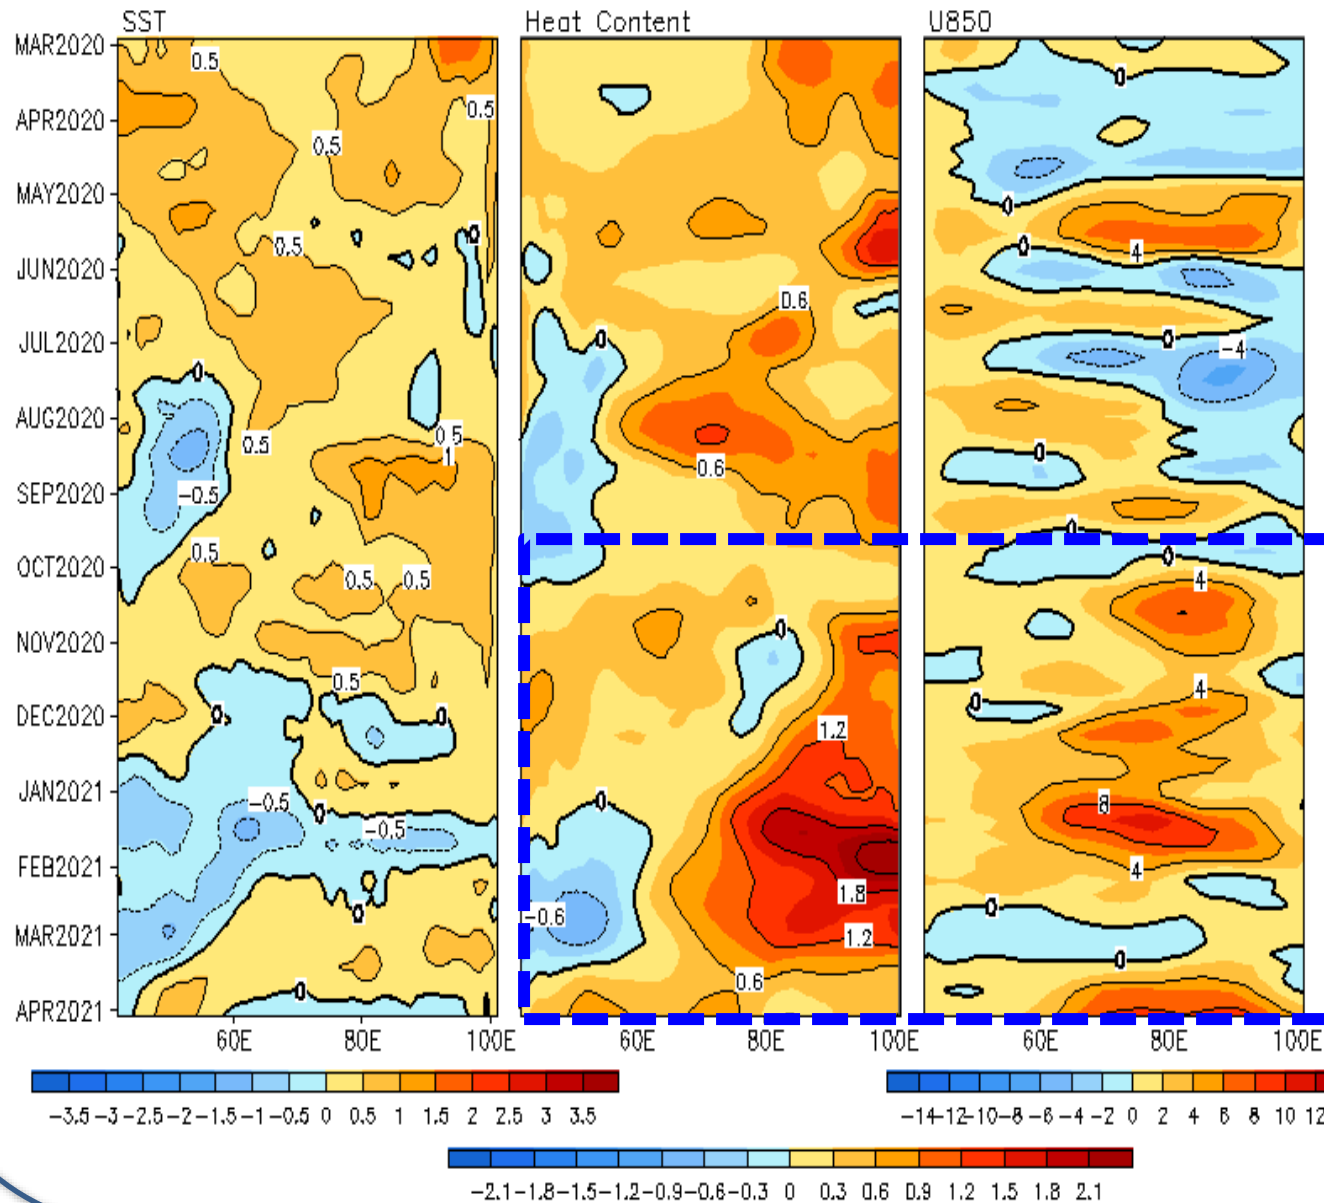 SST Heat Content U850
MAR2020
APR2020
MAY2020
JUN2020
JUL2020
AUG2020
SEP2020
OCT2020
NOV2020
DEC2020
JAN2021
FEB2021
MAR2021
APR2021
0.5
0.5
0.5
0.5
0
0
0.5
0.5
1
-0.5
0.5
0.5
0.5
0.5
0
0
-0.5
0
-0.5
0
0
0.6
0
0.6
0
1.2
0
1.8
-0.6
1.2
0.6
0
0
4
0
0
-4
0
0
0
4
4
0
8
4
0
0
60E 80E 100E 60E 80E 100E 60E 80E 100E
-3.5 -3 -2.5 -2 -1.5 -1 -0.5 0 0.5 1 1.5 2 2.5 3 3.5
-14 -12 -10 -8 -6 -4 -2 0 2 4 6 8 10 12
-2.1 -1.8 -1.5 -1.2 -0.9 -0.6 -0.3 0 0.3 0.6 0.9 1.2 1.5 1.8 2.1